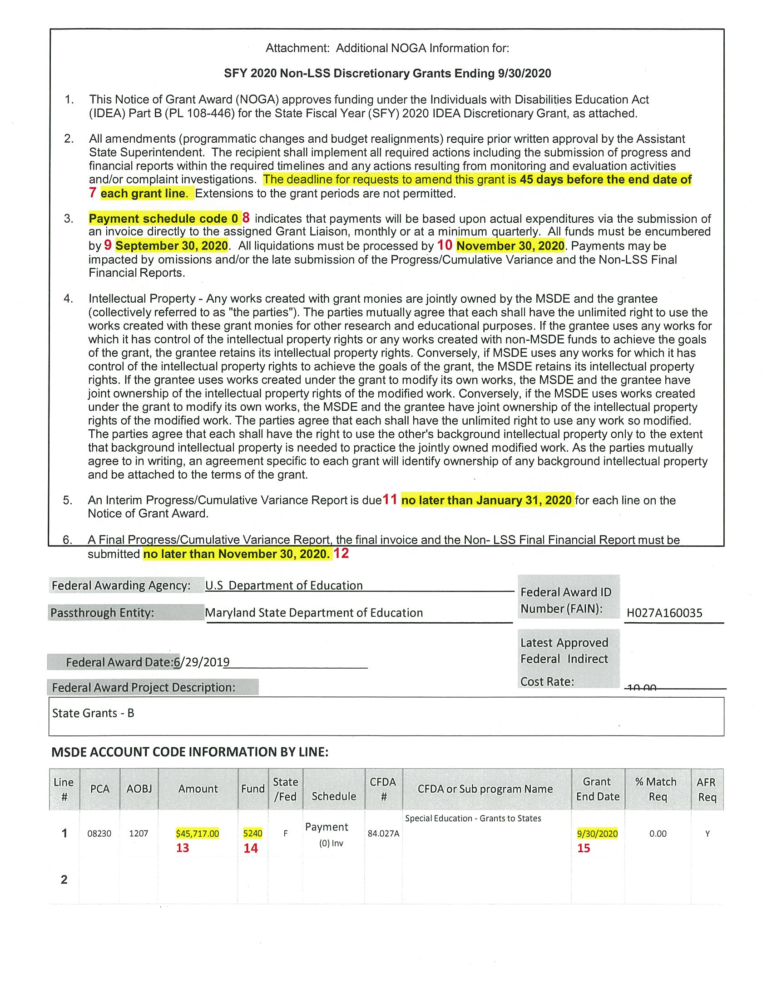 Attachment: Additional NOGA Information for:
SFY 2020 Non-LSS Discretionary Grants Ending 9/30/2020
1. This Notice of Grant Award (NOGA) approves funding under the Individuals with Disabilities Education Act
(IDEA) Part B (PL 108-446) for the State Fiscal Year (SFY) 2020 IDEA Discretionary Grant, as attached.
2. All amendments (programmatic changes and budget realignments) require prior written approval by the Assistant
State Superintendent. The recipient shall implement all required actions including the submission of progress and
financial reports within the required timelines and any actions resulting from monitoring and evaluation activities
and/or complaint investigations. The deadline for requests to amend this grant is 45 days before the end date of
7 each grant line. Extensions to the grant periods are not permitted.
3. Payment schedule code 0 8 indicates that payments will be based upon actual expenditures via the submission of
an invoice directly to the assigned Grant Liaison, monthly or at a minimum quarterly. All funds must be encumbered
by 9 September 30, 2020. All liquidations must be processed by 10 November 30, 2020. Payments may be
impacted by omissions and/or the late submission of the Progress/Cumulative Variance and the Non-LSS Final
Financial Reports.
4. Intellectual Property - Any works created with grant monies are jointly owned by the MSDE and the grantee
(collectively referred to as "the parties"). The parties mutually agree that each shall have the unlimited right to use the
works created with these grant monies for other research and educational purposes. If the grantee uses any works for
which it has control of the intellectual property rights or any works created with non-MSDE funds to achieve the goals
of the grant, the grantee retains its intellectual property rights. Conversely, if MSDE uses any works for which it has
control of the intellectual property rights to achieve the goals of the grant, the MSDE retains its intellectual property
rights. If the grantee uses works created under the grant to modify its own works, the MSDE and the grantee have
joint ownership of the intellectual property rights of the modified work. Conversely, if the MSDE uses works created
under the grant to modify its own works, the MSDE and the grantee have joint ownership of the intellectual property
rights of the modified work. The parties agree that each shall have the unlimited right to use any work so modified.
The parties agree that each shall have the right to use the other's background intellectual property only to the extent
that background intellectual property is needed to practice the jointly owned modified work. As the parties mutually
agree to in writing, an agreement specific to each grant will identify ownership of any background intellectual property
and be attached to the terms of the grant.
5. An Interim Progress/Cumulative Variance Report is due 11 no later than January 31, 2020 for each line on the
Notice of Grant Award.
6. A Final Progress/Cumulative Variance Report, the final invoice and the Non- LSS Final Financial Report must be
submitted no later than November 30, 2020. 12
Federal Awarding Agency: U.S Department of Education
Passthrough Entity: Maryland State Department of Education
Federal Award ID
Number (FAIN): H027A160035
Federal Award Date:6/29/2019
Latest Approved
Federal Indirect
Cost Rate: 10.00
Federal Award Project Description:
State Grants - B
MSDE ACCOUNT CODE INFORMATION BY LINE:
Line # PCA AOBJ Amount Fund State /Fed Schedule CFDA # CFDA or Sub program Name Grant End Date % Match Req AFR Req
1 08230 1207 $45,717.00 5240 F Payment (0) Inv 84.027A Special Education - Grants to States 9/30/2020 0.00 Y
13 14 15
2